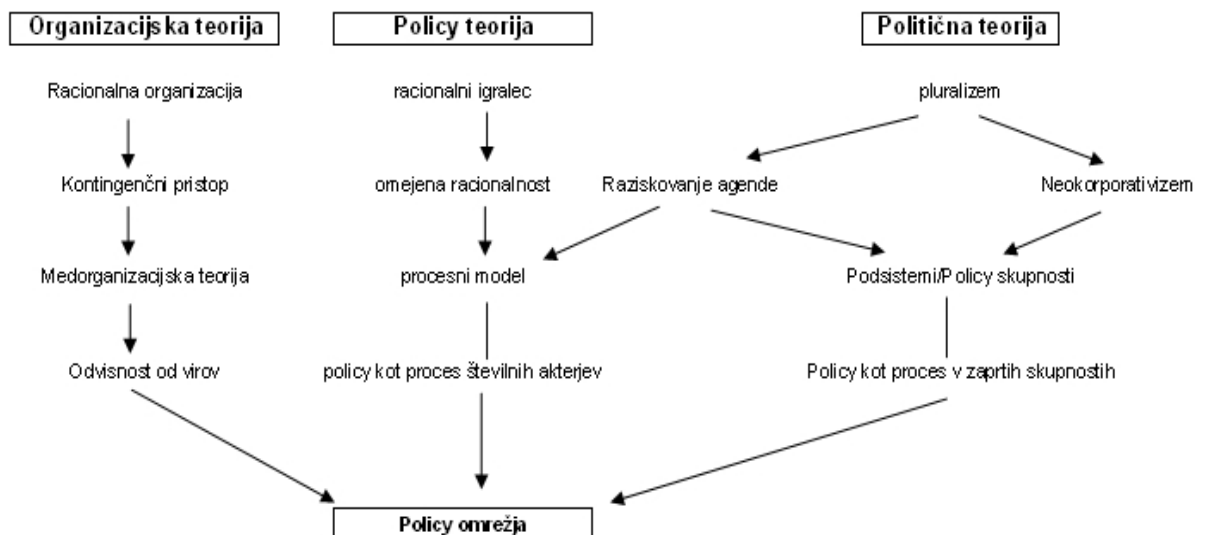 Organizacijska teorija
Policy teorija
Politična teorija
Racionalna organizacija
racionalni igralec
pluralizem
Kontingenčni pristop
omejena racionalnost
Raziskovanje agende
Neokorporativizem
Medorganizacijska teorija
procesni model
Podsistemi/Policy skupnosti
Odvisnost od virov
policy kot proces številnih akterjev
Policy kot proces v zaprtih skupnostih
Policy omrežja